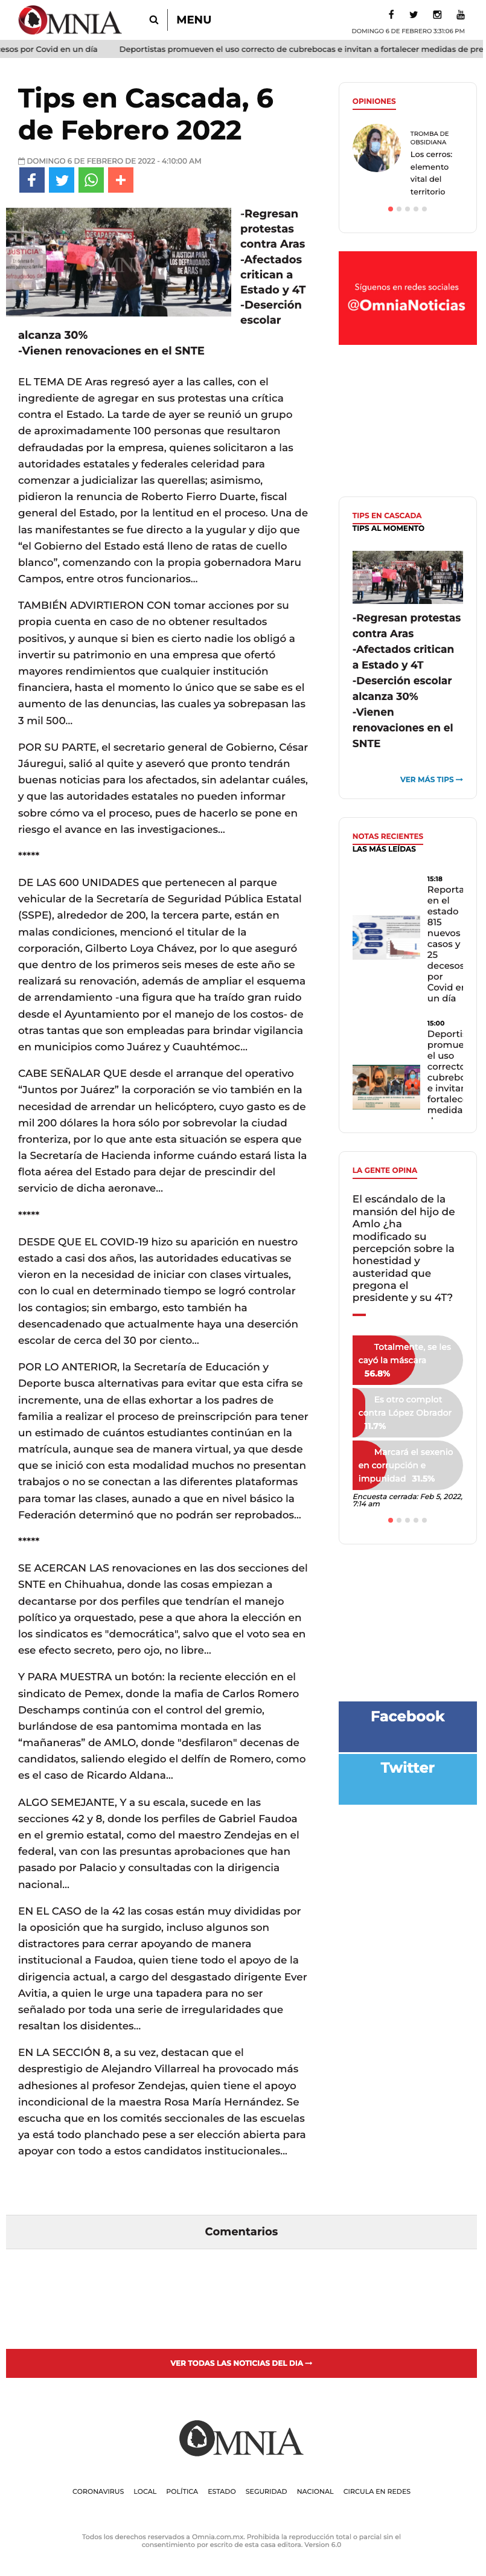 OMNIA
MENU
DOMINGO 6 DE FEBRERO 3:31:06 PM
esos por Covid en un día
Deportistas promueven el uso correcto de cubrebocas e invitan a fortalecer medidas de pre
Tips en Cascada, 6
de Febrero 2022
DOMINGO 6 DE FEBRERO DE 2022 - 4:10:00 AM
-Regresan
protestas
contra Aras
-Afectados
critican a
Estado y 4T
-Deserción
escolar
alcanza 30%
-Vienen renovaciones en el SNTE
EL TEMA DE Aras regresó ayer a las calles, con el
ingrediente de agregar en sus protestas una crítica
contra el Estado. La tarde de ayer se reunió un grupo
de aproximadamente 100 personas que resultaron
defraudadas por la empresa, quienes solicitaron a las
autoridades estatales y federales celeridad para
comenzar a judicializar las querellas; asimismo,
pidieron la renuncia de Roberto Fierro Duarte, fiscal
general del Estado, por la lentitud en el proceso. Una de
las manifestantes se fue directo a la yugular y dijo que
“el Gobierno del Estado está lleno de ratas de cuello
blanco”, comenzando con la propia gobernadora Maru
Campos, entre otros funcionarios...
TAMBIÉN ADVIRTIERON CON tomar acciones por su
propia cuenta en caso de no obtener resultados
positivos, y aunque si bien es cierto nadie los obligó a
invertir su patrimonio en una empresa que ofertó
mayores rendimientos que cualquier institución
financiera, hasta el momento lo único que se sabe es el
aumento de las denuncias, las cuales ya sobrepasan las
3 mil 500...
POR SU PARTE, el secretario general de Gobierno, César
Jáuregui, salió al quite y aseveró que pronto tendrán
buenas noticias para los afectados, sin adelantar cuáles,
y que las autoridades estatales no pueden informar
sobre cómo va el proceso, pues de hacerlo se pone en
riesgo el avance en las investigaciones...
*****
DE LAS 600 UNIDADES que pertenecen al parque
vehicular de la Secretaría de Seguridad Pública Estatal
(SSPE), alrededor de 200, la tercera parte, están en
malas condiciones, mencionó el titular de la
corporación, Gilberto Loya Chávez, por lo que aseguró
que dentro de los primeros seis meses de este año se
realizará su renovación, además de ampliar el esquema
de arrendamiento -una figura que ha traído gran ruido
desde el Ayuntamiento por el manejo de los costos- de
otras tantas que son empleadas para brindar vigilancia
en municipios como Juárez y Cuauhtémoc...
CABE SEÑALAR QUE desde el arranque del operativo
“Juntos por Juárez” la corporación se vio también en la
necesidad de arrendar un helicóptero, cuyo gasto es de
mil 200 dólares la hora sólo por sobrevolar la ciudad
fronteriza, por lo que ante esta situación se espera que
la Secretaría de Hacienda informe cuándo estará lista la
flota aérea del Estado para dejar de prescindir del
servicio de dicha aeronave...
*****
DESDE QUE EL COVID-19 hizo su aparición en nuestro
estado a casi dos años, las autoridades educativas se
vieron en la necesidad de iniciar con clases virtuales,
con lo cual en determinado tiempo se logró controlar
los contagios; sin embargo, esto también ha
desencadenado que actualmente haya una deserción
escolar de cerca del 30 por ciento...
POR LO ANTERIOR, la Secretaría de Educación y
Deporte busca alternativas para evitar que esta cifra se
incremente, una de ellas exhortar a los padres de
familia a realizar el proceso de preinscripción para tener
un estimado de cuántos estudiantes continúan en la
matrícula, aunque sea de manera virtual, ya que desde
que se inició con esta modalidad muchos no presentan
trabajos o no se conectan a las diferentes plataformas
para tomar las clases, aunado a que en nivel básico la
Federación determinó que no podrán ser reprobados...
*****
SE ACERCAN LAS renovaciones en las dos secciones del
SNTE en Chihuahua, donde las cosas empiezan a
decantarse por dos perfiles que tendrían el manejo
político ya orquestado, pese a que ahora la elección en
los sindicatos es "democrática", salvo que el voto sea en
ese efecto secreto, pero ojo, no libre...
Y PARA MUESTRA un botón: la reciente elección en el
sindicato de Pemex, donde la mafia de Carlos Romero
Deschamps continúa con el control del gremio,
burlándose de esa pantomima montada en las
“mañaneras” de AMLO, donde "desfilaron" decenas de
candidatos, saliendo elegido el delfín de Romero, como
es el caso de Ricardo Aldana...
ALGO SEMEJANTE, Y a su escala, sucede en las
secciones 42 y 8, donde los perfiles de Gabriel Faudoa
en el gremio estatal, como del maestro Zendejas en el
federal, van con las presuntas aprobaciones que han
pasado por Palacio y consultadas con la dirigencia
nacional...
EN EL CASO de la 42 las cosas están muy divididas por
la oposición que ha surgido, incluso algunos son
distractores para cerrar apoyando de manera
institucional a Faudoa, quien tiene todo el apoyo de la
dirigencia actual, a cargo del desgastado dirigente Ever
Avitia, a quien le urge una tapadera para no ser
señalado por toda una serie de irregularidades que
resaltan los disidentes...
EN LA SECCIÓN 8, a su vez, destacan que el
desprestigio de Alejandro Villarreal ha provocado más
adhesiones al profesor Zendejas, quien tiene el apoyo
incondicional de la maestra Rosa María Hernández. Se
escucha que en los comités seccionales de las escuelas
ya está todo planchado pese a ser elección abierta para
apoyar con todo a estos candidatos institucionales...
OPINIONES
TROMBA DE
OBSIDIANA
Los cerros:
elemento
vital del
territorio
Síguenos en redes sociales
@OmniaNoticias
TIPS EN CASCADA
TIPS AL MOMENTO
-Regresan protestas
contra Aras
-Afectados critican
a Estado y 4T
-Deserción escolar
alcanza 30%
-Vienen
renovaciones en el
SNTE
VER MÁS TIPS
NOTAS RECIENTES
LAS MÁS LEÍDAS
15:18
Reporta
en el
estado
815
nuevos
casos y
25
decesos
por
Covid en
un día
15:00
Deportis
promue
el uso
correcto
cubrebo
e invitar
fortalece
medida
LA GENTE OPINA
El escándalo de la
mansión del hijo de
Amlo ¿ha
modificado su
percepción sobre la
honestidad y
austeridad que
pregona el
presidente y su 4T?
Totalmente, se les
cayó la máscara
56.8%
Es otro complot
contra López Obrador
11.7%
Marcará el sexenio
en corrupción e
impunidad 31.5%
Encuesta cerrada: Feb 5, 2022,
7:14 am
Facebook
Twitter
Comentarios
VER TODAS LAS NOTICIAS DEL DIA
OMNIA
CORONAVIRUS LOCAL POLÍTICA ESTADO SEGURIDAD NACIONAL CIRCULA EN REDES
Todos los derechos reservados a Omnia.com.mx. Prohibida la reproducción total o parcial sin el
consentimiento por escrito de esta casa editora. Version 6.0